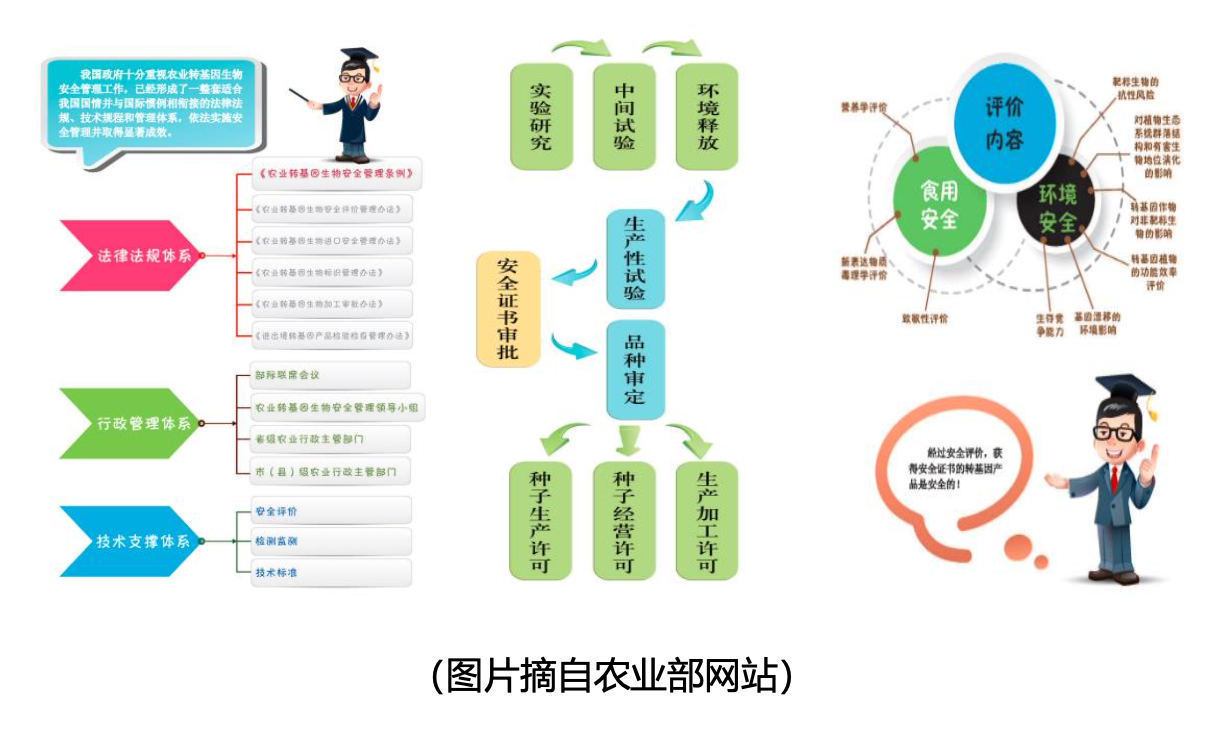 我国政府十分重视农业转基因生物
安全管理工作，已经形成了一整套适合
我国国情并与国际惯例相衔接的法律法
规、技术规程和管理体系，依法实施安
全管理并取得显著成效。
法律法规体系
《农业转基因生物安全管理条例》
《农业转基因生物安全评价管理办法》
《农业转基因生物进口安全管理办法》
《农业转基因生物标识管理办法》
《农业转基因生物加工审批办法》
《进出境转基因产品检验检疫管理办法》
行政管理体系
部际联席会议
农业转基因生物安全管理领导小组
省级农业行政主管部门
市（县）级农业行政主管部门
技术支撑体系
安全评价
检测监测
技术标准
实验研究
中间试验
环境释放
生产性试验
安全证书审批
品种审定
种子生产许可
种子经营许可
生产加工许可
评价
内容
食用
安全
环境
安全
营养学评价
新表达物质
毒理学评价
致敏性评价
靶标生物的
抗性风险
对植物生态
系统群落结
构和有害生
物地位演化
的影响
转基因作物
对非靶标生
物的影响
转基因植物
的功能效率
评价
基因漂移的
环境影响
生存竞
争能力
经过安全评价，获
得安全证书的转基因产
品是安全的！
（图片摘自农业部网站）